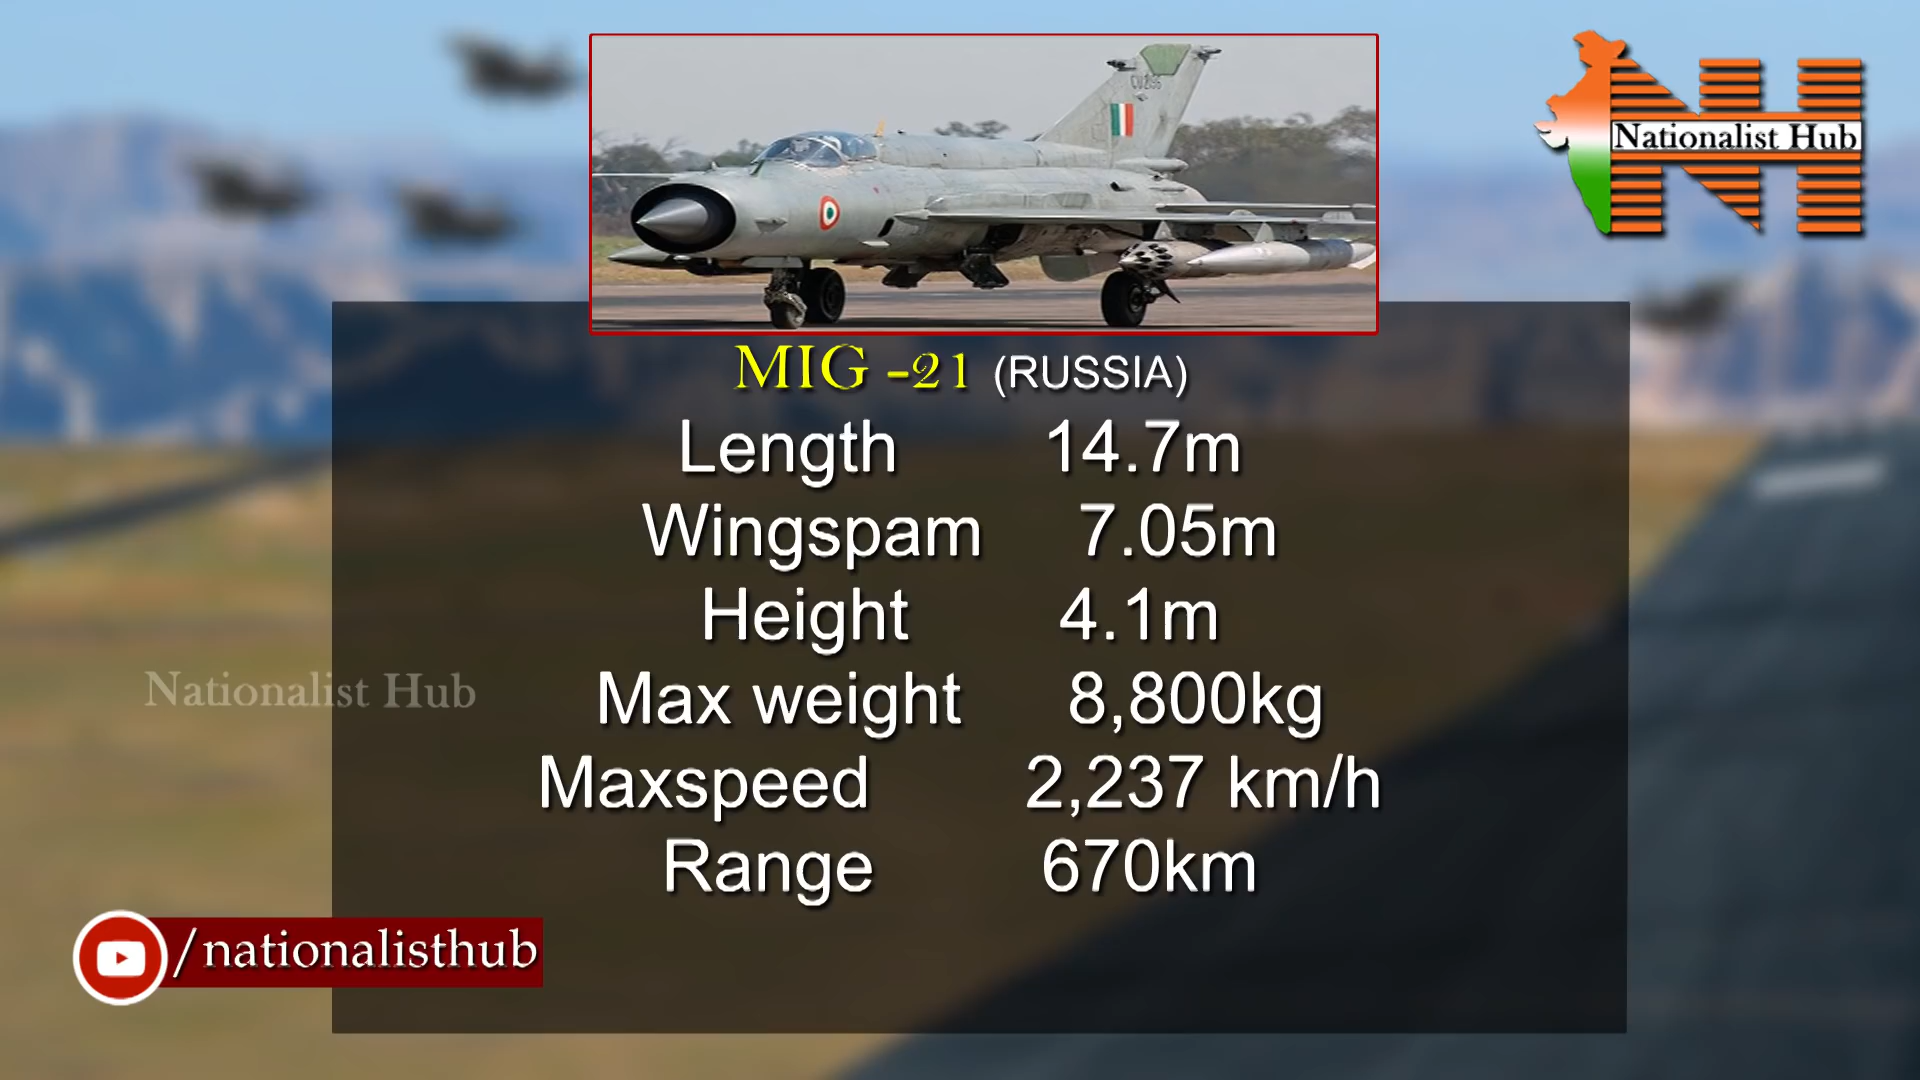 CU2196
Nationalist Hub
MIG -21 (RUSSIA)
Length 14.7m
Wingspam 7.05m
Height 4.1m
Nationalist Hub
Max weight 8,800kg
Maxspeed 2,237 km/h
Range 670km
/nationalisthub